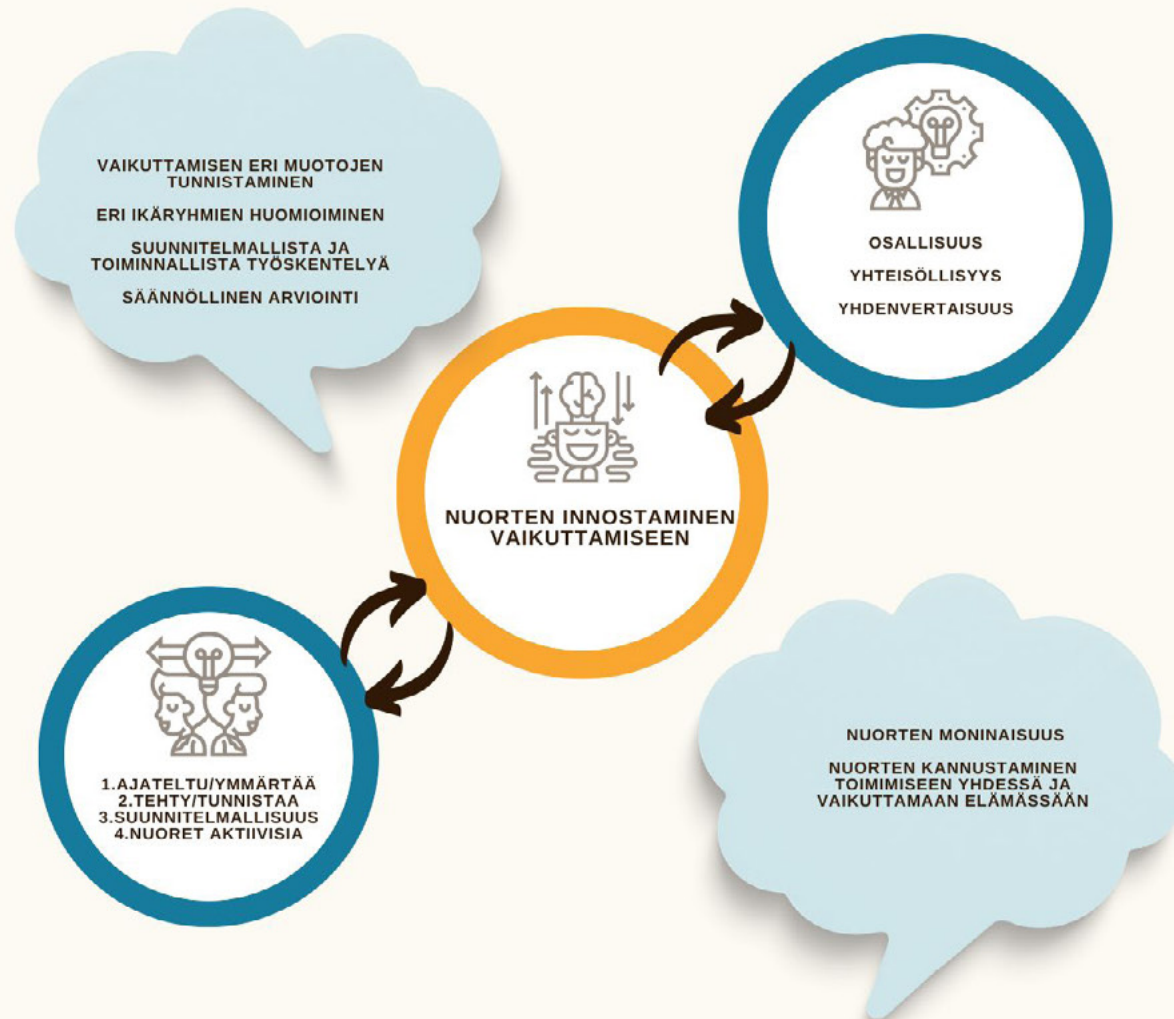 VAIKUTTAMISEN ERI MUOTOJEN
TUNNISTAMINEN
ERI IKÄRYHMIEN HUOMIOIMINEN
SUUNNITELMALLISTA JA
TOIMINNALLISTA TYÖSKENTELYÄ
SÄÄNNÖLLINEN ARVIOINTI
OSALLISUUS
YHTEISÖLLISYYS
YHDENVERTAISUUS
NUORTEN INNOSTAMINEN
VAIKUTTAMISEEN
1.AJATELTU/YMMÄRTÄÄ
2.TEHTY/TUNNISTAA
3.SUUNNITELMALLISUUS
4.NUORET AKTIIVISIA
NUORTEN MONINAISUUS
NUORTEN KANNUSTAMINEN
TOIMIMISEEN YHDESSÄ JA
VAIKUTTAMAAN ELÄMÄSSÄÄN